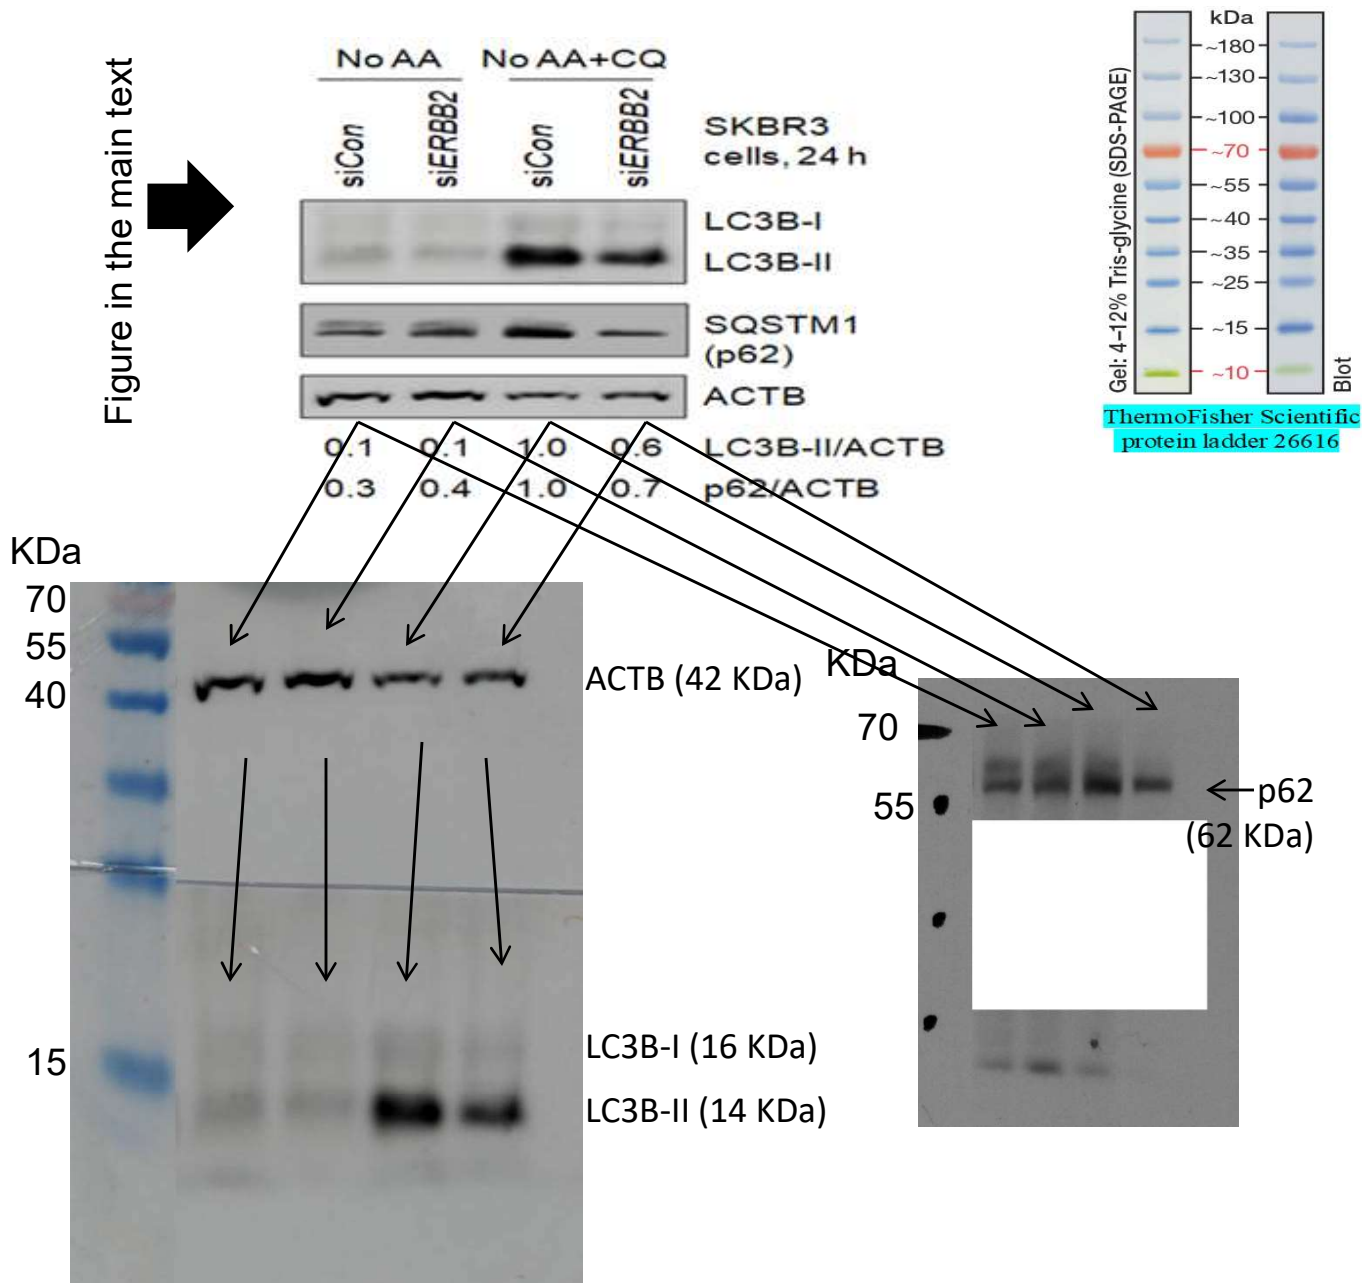 Figure in the main text
No AA
No AA+CQ
siCon
siERBB2
siCon
siERBB2
SKBR3
cells, 24 h
LC3B-I
LC3B-II
SQSTM1
(p62)
ACTB
0.1 0.1 1.0 0.6 LC3B-II/ACTB
0.3 0.4 1.0 0.7 p62/ACTB
Gel: 4–12% Tris-glycine (SDS-PAGE)
kDa
~180
~130
~100
~70
~55
~40
~35
~25
~15
~10
Blot
ThermoFisher Scientific
protein ladder 26616
KDa
70
55
40
15
ACTB (42 KDa)
LC3B-I (16 KDa)
LC3B-II (14 KDa)
KDa
70
55
p62
(62 KDa)